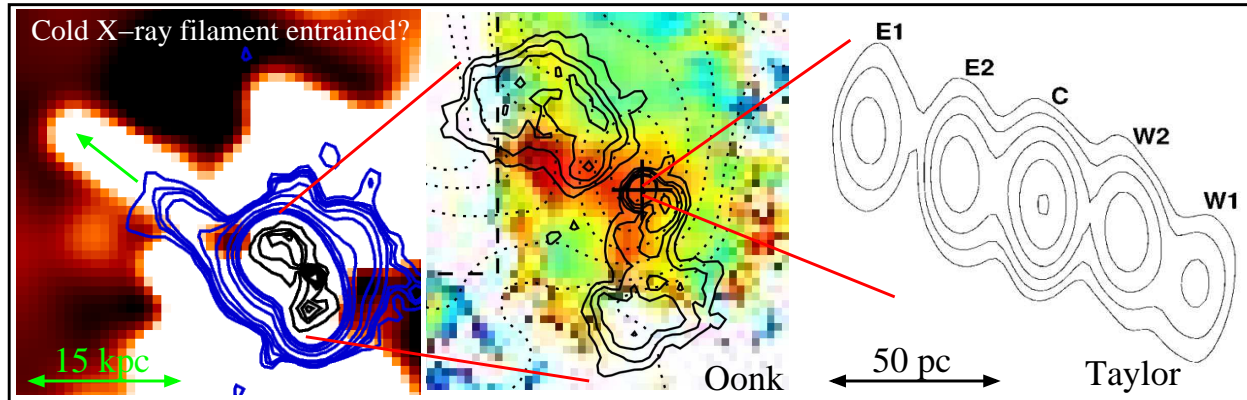 Cold X–ray filament entrained?
15 kpc
Oonk
E1
E2
C
W2
W1
50 pc
Taylor